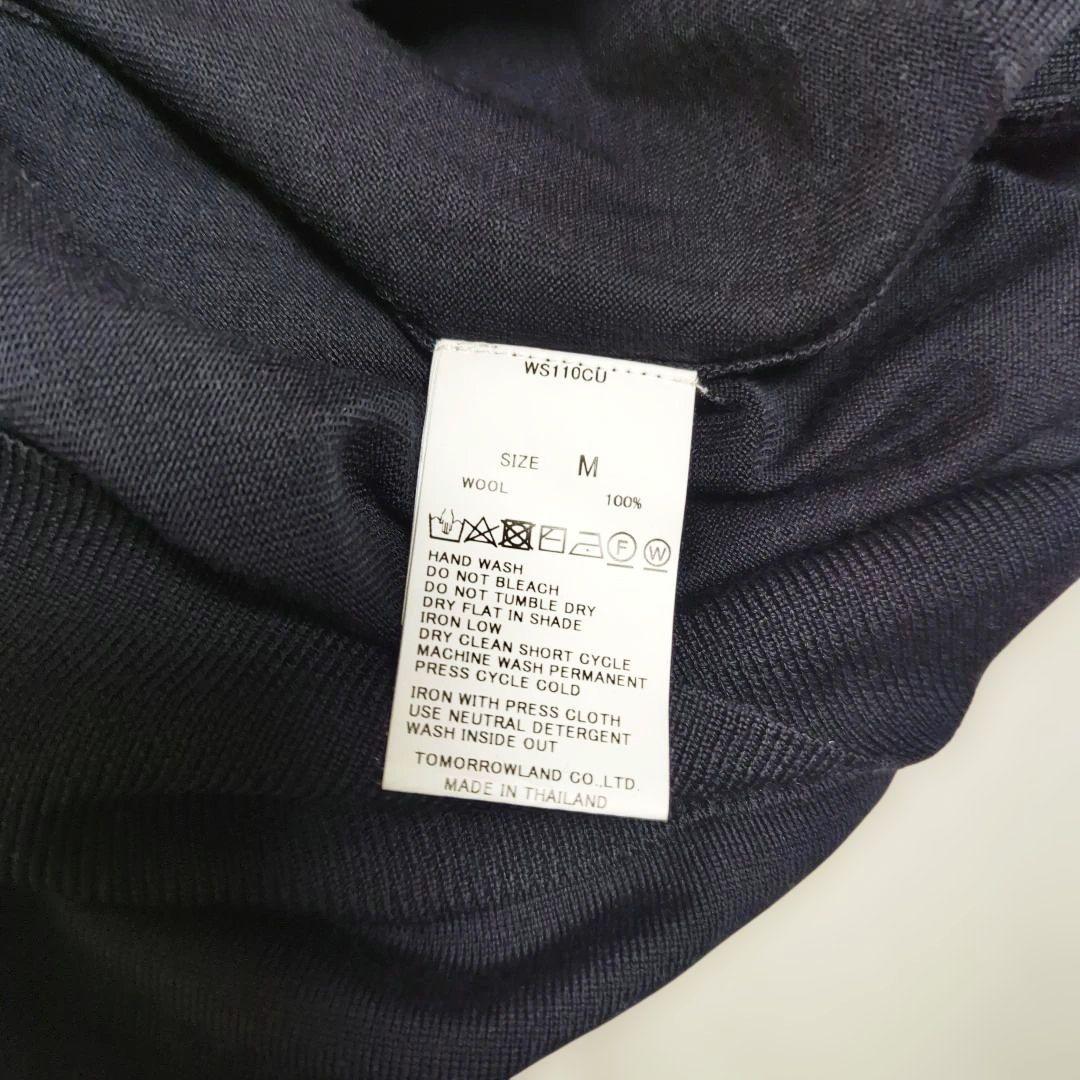 WS110CU
SIZE M
WOOL 100%
F W
HAND WASH
DO NOT BLEACH
DO NOT TUMBLE DRY
DRY FLAT IN SHADE
IRON LOW
DRY CLEAN SHORT CYCLE
MACHINE WASH PERMANENT
PRESS CYCLE COLD
IRON WITH PRESS CLOTH
USE NEUTRAL DETERGENT
WASH INSIDE OUT
TOMORROWLAND CO.,LTD.
MADE IN THAILAND